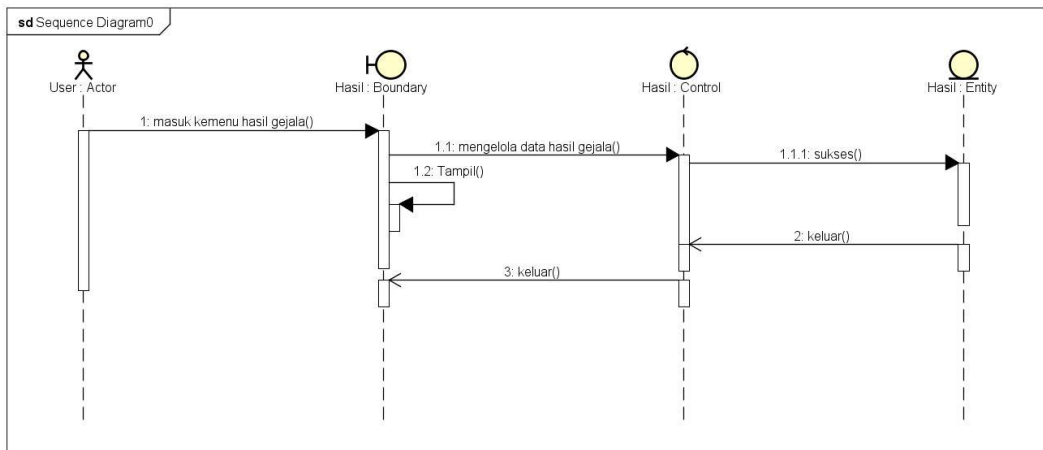 sd Sequence Diagram0
User : Actor
Hasil : Boundary
Hasil : Control
Hasil : Entity
1: masuk kemenu hasil gejala()
1.1: mengelola data hasil gejala()
1.1.1: sukses()
1.2: Tampil()
2: keluar()
3: keluar()